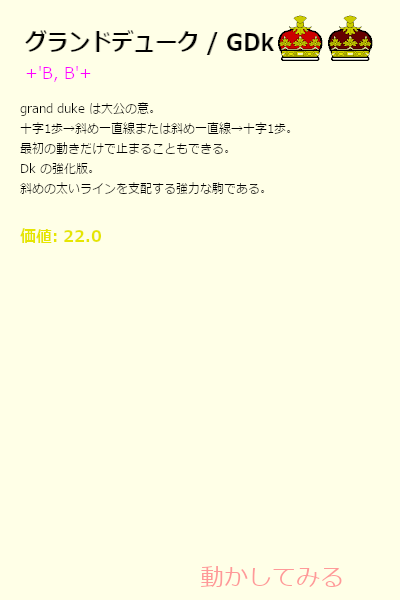 グランドデューク / GDk
+'B, B'+
grand duke は大公の意。
十字1歩→斜め一直線または斜め一直線→十字1歩。
最初の動きだけで止まることもできる。
Dk の強化版。
斜めの太いラインを支配する強力な駒である。
価値: 22.0
動かしてみる